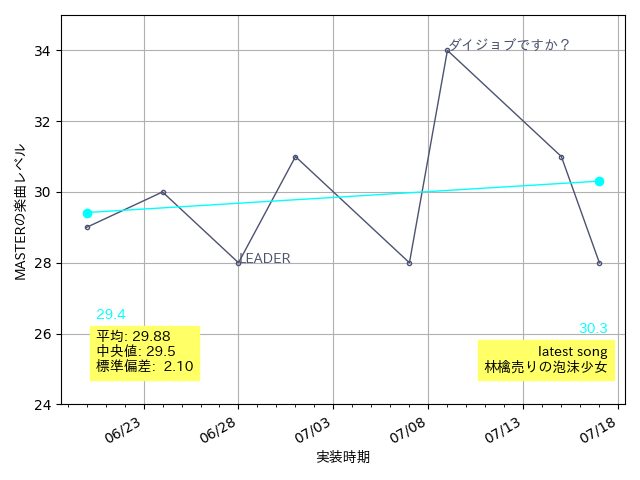 34
32
30
28
26
24
MASTERの楽曲レベル
ダイジョブですか？
LEADER
29.4
平均: 29.88
中央値: 29.5
標準偏差: 2.10
30.3
latest song
林檎売りの泡沫少女
06/23
06/28
07/03
07/08
07/13
07/18
実装時期